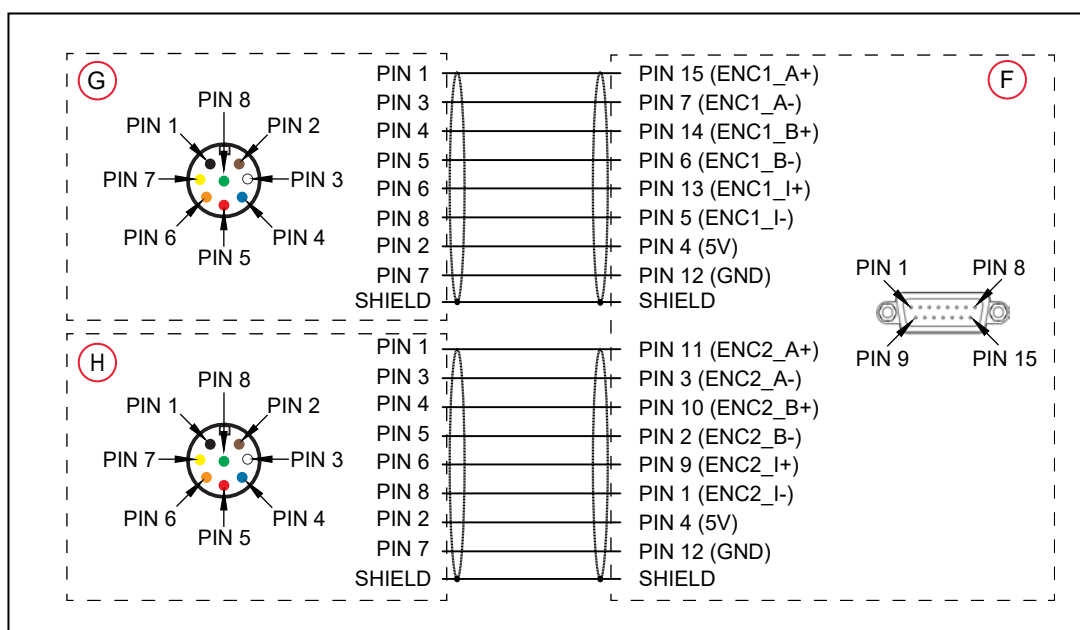 G
PIN 8
PIN 1
PIN 2
PIN 7
PIN 3
PIN 6
PIN 4
PIN 5
PIN 1
PIN 3
PIN 4
PIN 5
PIN 6
PIN 8
PIN 2
PIN 7
SHIELD
F
PIN 15 (ENC1_A+)
PIN 7 (ENC1_A-)
PIN 14 (ENC1_B+)
PIN 6 (ENC1_B-)
PIN 13 (ENC1_I+)
PIN 5 (ENC1_I-)
PIN 4 (5V)
PIN 12 (GND)
SHIELD
PIN 1
PIN 8
PIN 9
PIN 15
H
PIN 8
PIN 1
PIN 2
PIN 7
PIN 3
PIN 6
PIN 4
PIN 5
PIN 1
PIN 3
PIN 4
PIN 5
PIN 6
PIN 8
PIN 2
PIN 7
SHIELD
PIN 11 (ENC2_A+)
PIN 3 (ENC2_A-)
PIN 10 (ENC2_B+)
PIN 2 (ENC2_B-)
PIN 9 (ENC2_I+)
PIN 1 (ENC2_I-)
PIN 4 (5V)
PIN 12 (GND)
SHIELD